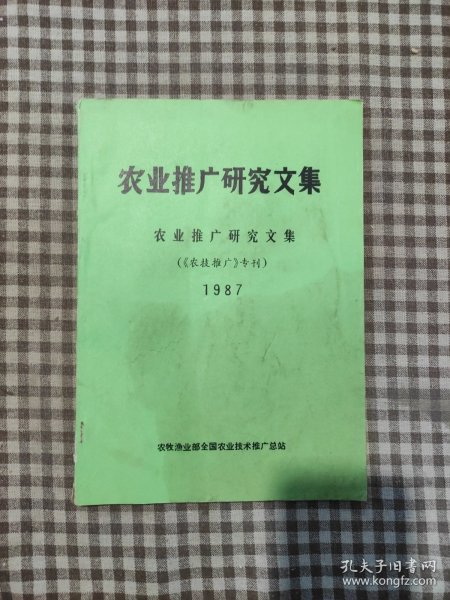 农业推广研究文集
农业推广研究文集
(《农技推广》专刊)
1987
农牧渔业部全国农业技术推广总站
孔夫子旧书网
www.kongfz.com